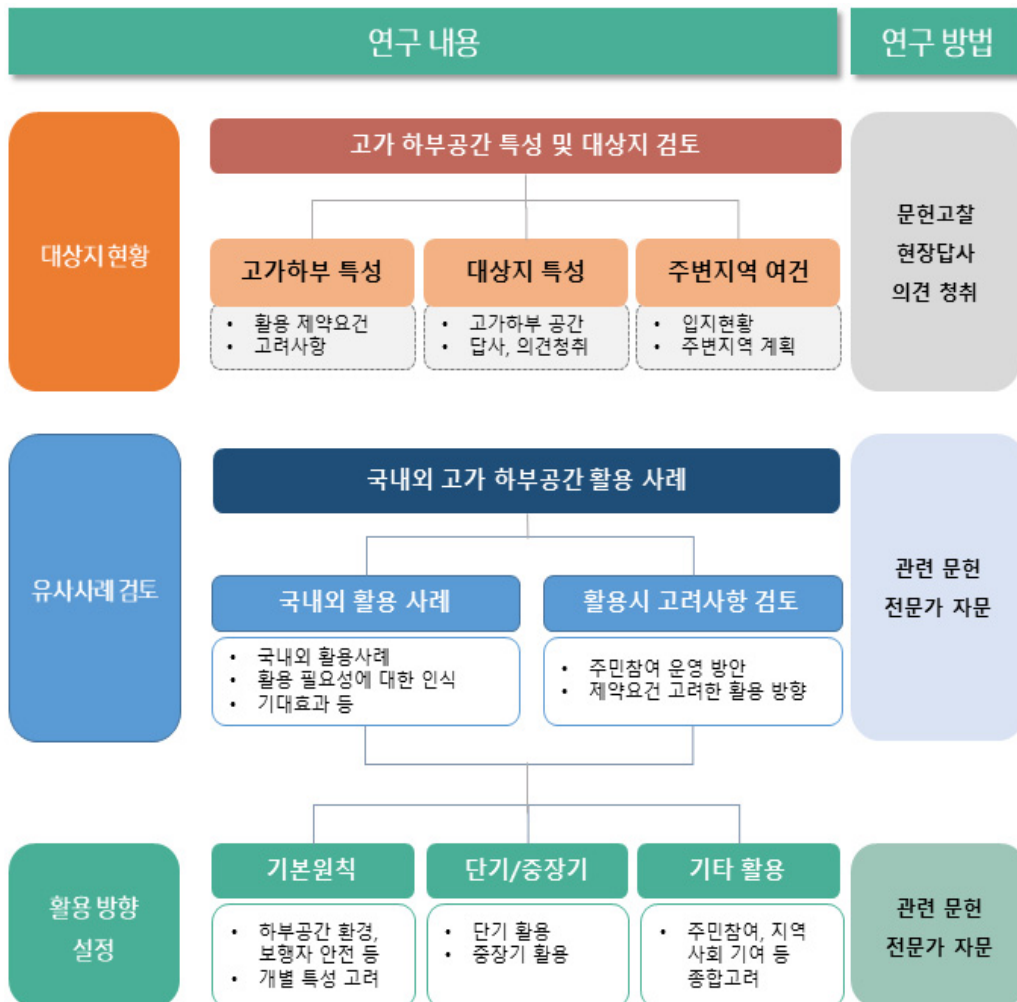 연구 내용
연구 방법
대상지 현황
고가 하부공간 특성 및 대상지 검토
고가하부 특성
• 활용 제약요건
• 고려사항
대상지 특성
• 고가하부 공간
• 답사, 의견청취
주변지역 여건
• 입지현황
• 주변지역 계획
문헌고찰
현장답사
의견 청취
유사사례 검토
국내외 고가 하부공간 활용 사례
국내외 활용 사례
• 국내외 활용사례
• 활용 필요성에 대한 인식
• 기대효과 등
활용시 고려사항 검토
• 주민참여 운영 방안
• 제약요건 고려한 활용 방향
관련 문헌
전문가 자문
활용 방향
설정
기본원칙
• 하부공간 환경,
보행자 안전 등
• 개별 특성 고려
단기/중장기
• 단기 활용
• 중장기 활용
기타 활용
• 주민참여, 지역
사회 기여 등
종합고려
관련 문헌
전문가 자문